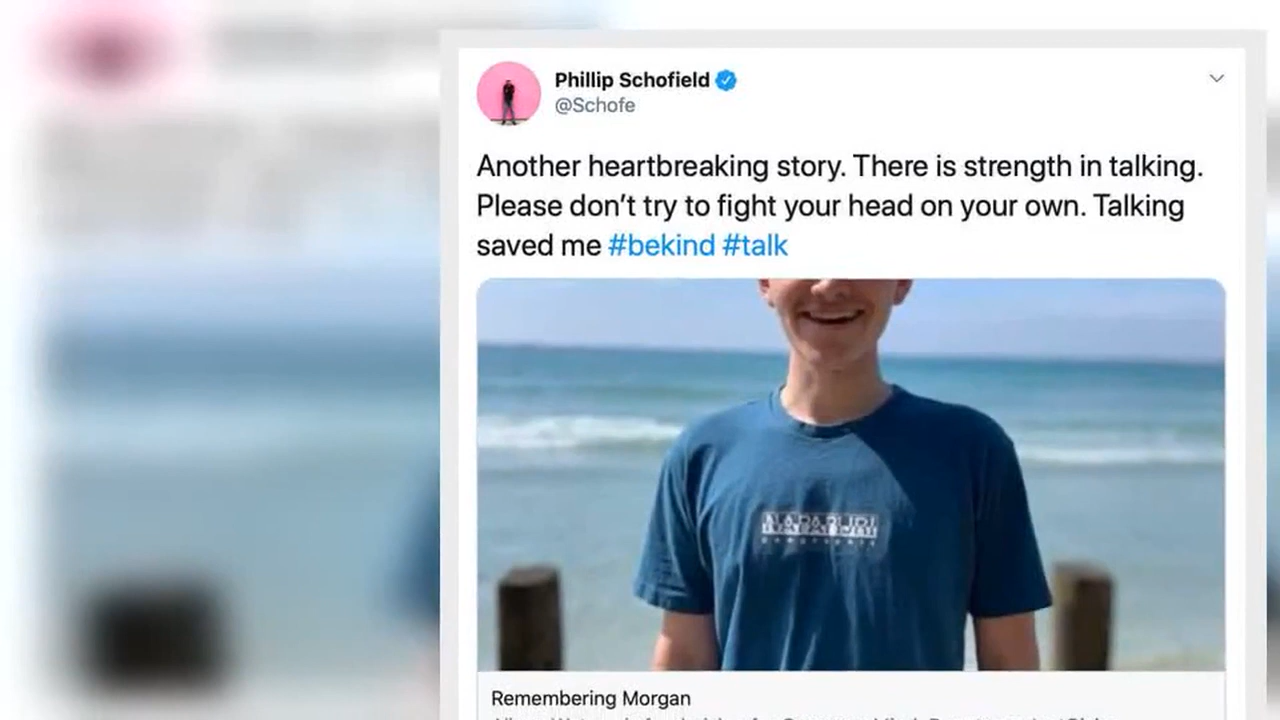 Phillip Schofield
@Schofe
Another heartbreaking story. There is strength in talking.
Please don’t try to fight your head on your own. Talking
saved me #bekind #talk
NAPAPIJRI
Remembering Morgan